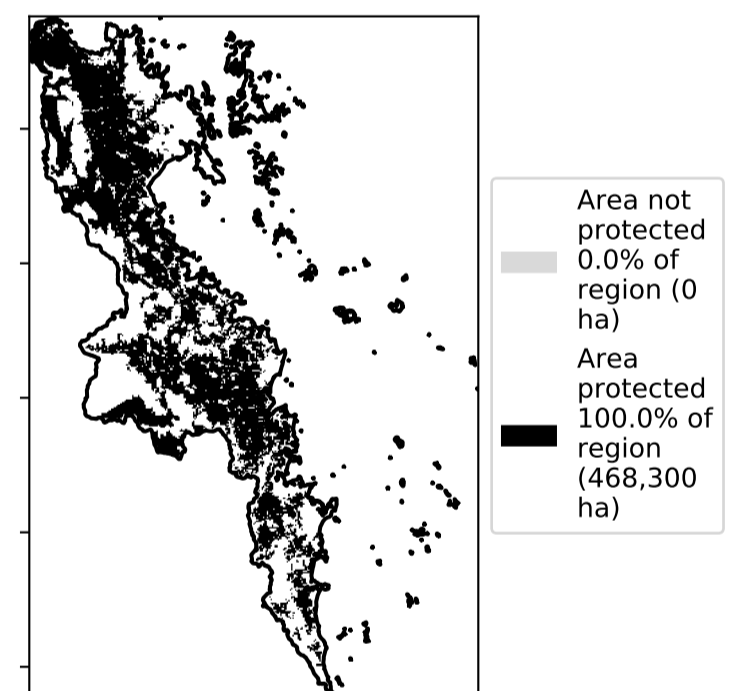 Area not
protected
0.0% of
region (0
ha)
Area
protected
100.0% of
region
(468,300
ha)